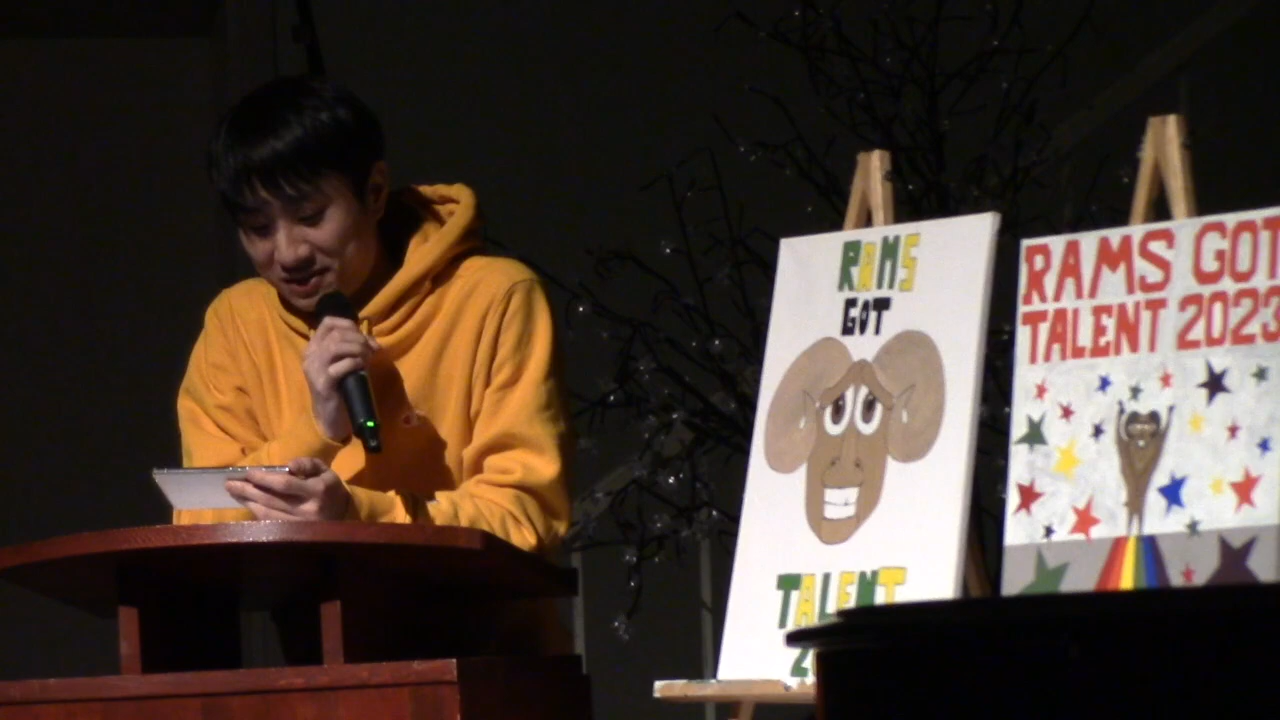 RAMS
GOT
TALENT
RAMS GOT
TALENT 2023